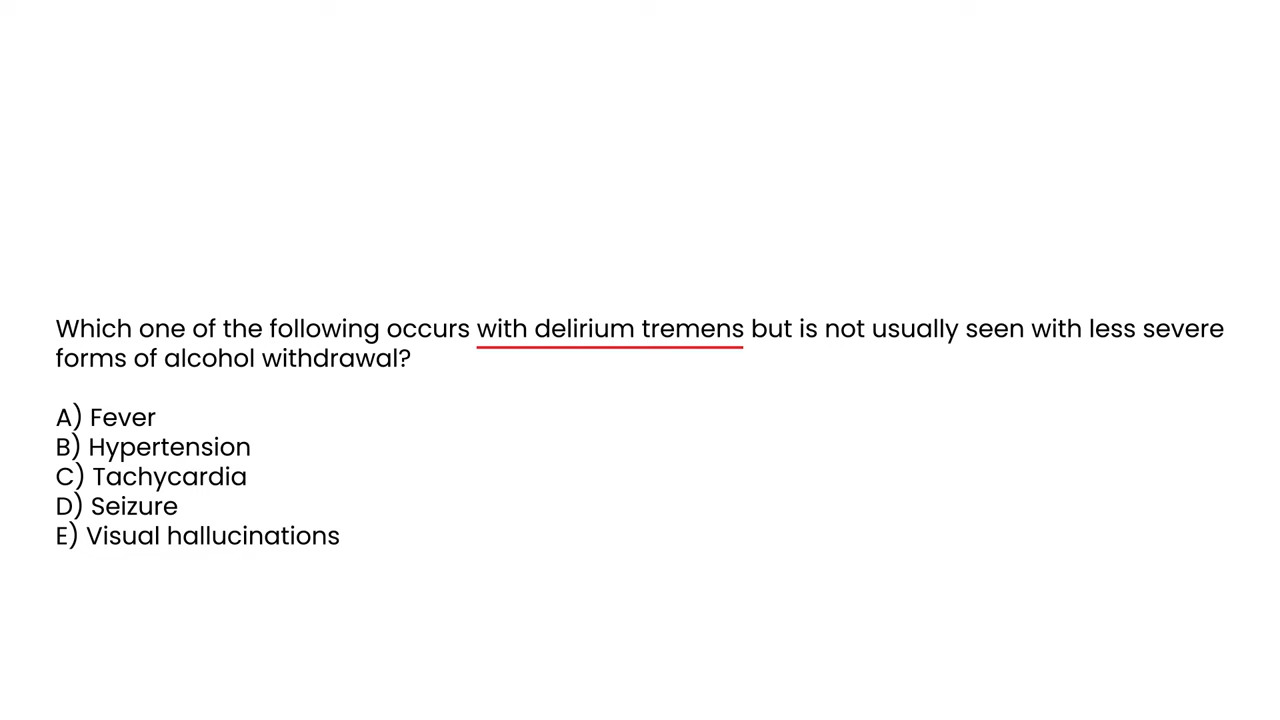 Which one of the following occurs with delirium tremens but is not usually seen with less severe
forms of alcohol withdrawal?
A) Fever
B) Hypertension
C) Tachycardia
D) Seizure
E) Visual hallucinations